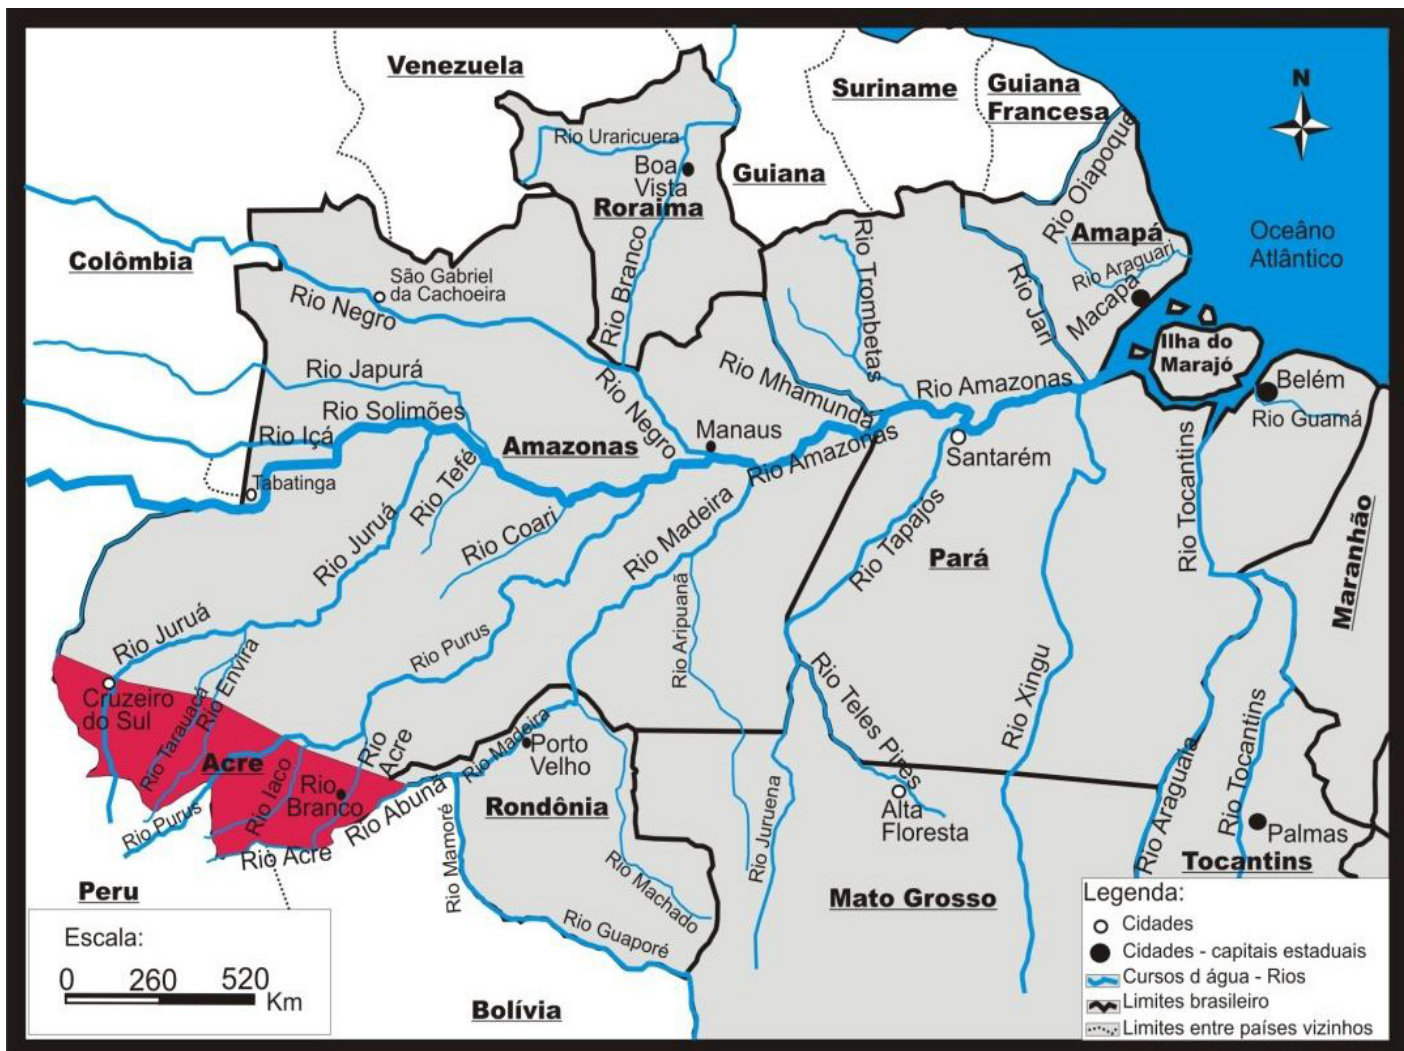 Venezuela
Suriname
Guiana
Francesa
N
Rio Uraricuera
Boa
Vista
Roraima
Guiana
Rio Oiapoque
Amapá
Rio Araguari
Macapá
Oceâno
Atlântico
Colômbia
São Gabriel
da Cachoeira
Rio Negro
Rio Branco
Rio Trombetas
Rio Jari
Ilha do
Marajó
Rio Japurá
Rio Solimões
Rio Içá
Rio Negro
Rio Mhamunda
Rio Amazonas
Belém
Rio Guamá
Amazonas
Manaus
Rio Amazonas
Santarém
Tabatinga
Rio Tefé
Rio Juruá
Rio Coari
Rio Madeira
Rio Tapajós
Pará
Rio Tocantins
Maranhão
Rio Juruá
Rio Envira
Rio Purus
Rio Aripuanã
Rio Teles Pires
Rio Xingu
Cruzeiro
do Sul
Rio Tarauacá
Acre
Rio Iaco
Rio
Branco
Rio Acre
Rio Purus
Rio Acre
Rio Abunã
Rio Madeira
Porto
Velho
Rondônia
Rio Mamoré
Rio Machado
Rio Guaporé
Rio Juruena
Alta
Floresta
Mato Grosso
Rio Araguaia
Rio Tocantins
Palmas
Tocantins
Peru
Bolívia
Escala:
0 260 520
Km
Legenda:
Cidades
Cidades - capitais estaduais
Cursos d água - Rios
Limites brasileiro
Limites entre países vizinhos